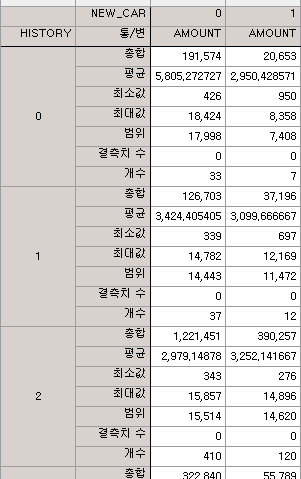 NEW_CAR 0 1
HISTORY 통/변 AMOUNT AMOUNT
0
총합 191,574 20,653
평균 5,805,272727 2,950,428571
최소값 426 950
최대값 18,424 8,358
범위 17,998 7,408
결측치 수 0 0
개수 33 7
1
총합 126,703 37,196
평균 3,424,405405 3,099,666667
최소값 339 697
최대값 14,782 12,169
범위 14,443 11,472
결측치 수 0 0
개수 37 12
2
총합 1,221,451 390,257
평균 2,979,14878 3,252,141667
최소값 343 276
최대값 15,857 14,896
범위 15,514 14,620
결측치 수 0 0
개수 410 120
총합 322,840 55,789